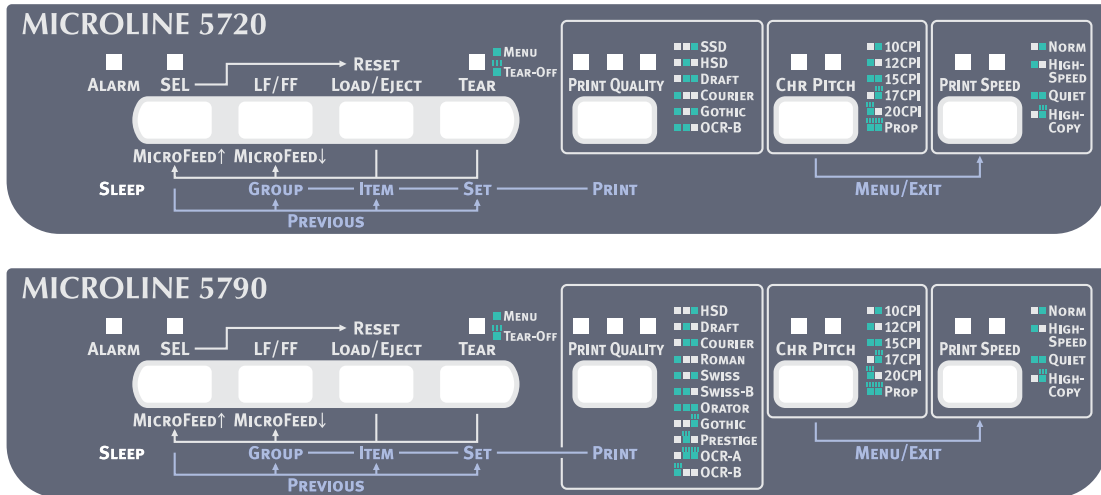 MICROLINE 5720
ALARM SEL RESET TEAR MENU
TEAR-OFF
LF/FF LOAD/EJECT
MICROFEED↑ MICROFEED↓
SLEEP GROUP ITEM SET PRINT
PREVIOUS
PRINT QUALITY
SSD
HSD
DRAFT
COURIER
GOTHIC
OCR-B
CHR PITCH
10CPI
12CPI
15CPI
17CPI
20CPI
PROP
PRINT SPEED
NORM
HIGH-
SPEED
QUIET
HIGH-
COPY
MENU/EXIT
MICROLINE 5790
ALARM SEL RESET TEAR MENU
TEAR-OFF
LF/FF LOAD/EJECT
MICROFEED↑ MICROFEED↓
SLEEP GROUP ITEM SET PRINT
PREVIOUS
PRINT QUALITY
HSD
DRAFT
COURIER
ROMAN
SWISS
SWISS-B
ORATOR
GOTHIC
PRESTIGE
OCR-A
OCR-B
CHR PITCH
10CPI
12CPI
15CPI
17CPI
20CPI
PROP
PRINT SPEED
NORM
HIGH-
SPEED
QUIET
HIGH-
COPY
MENU/EXIT